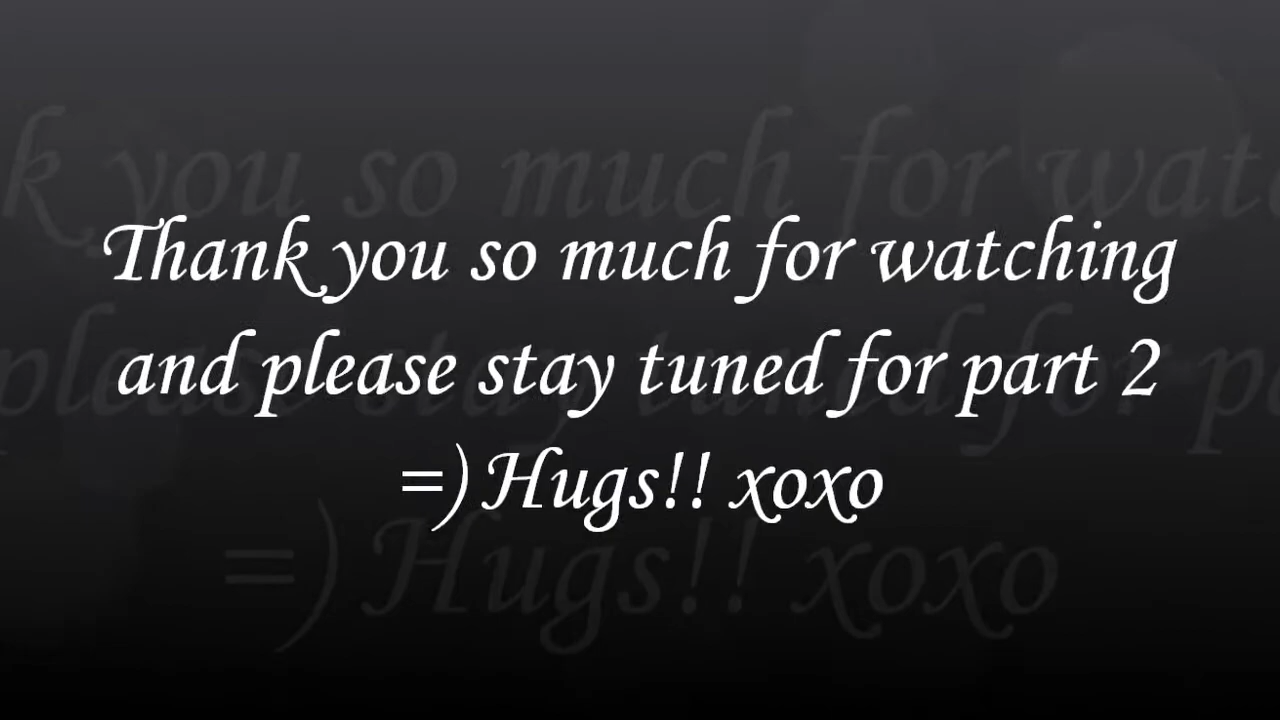 Thank you so much for watching
and please stay tuned for part 2
=) Hugs!! xoxo